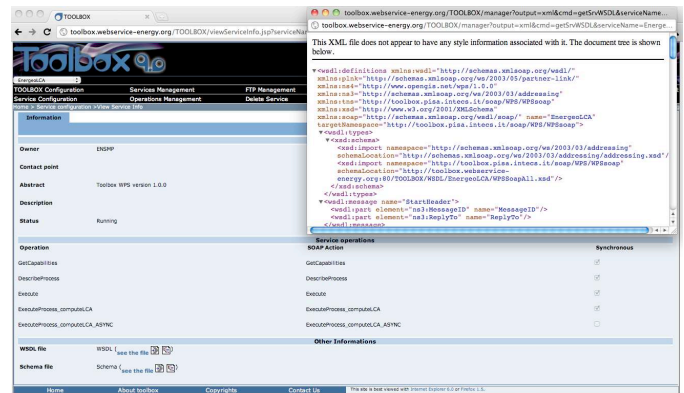 TOOLBOX
toolbox.webservice-energy.org/TOOLBOX/viewServiceInfo.jsp?serviceNar
Toolbox 9.0
EnergeoLCA
TOOLBOX Configuration
Services Management
FTP Management
Service Configuration
Operations Management
Delete Service
Home > Service configuration >View Service Info
Information
Owner
ENSMP
Contact point
Abstract
Toolbox WPS version 1.0.0
Description
Status
Running
Service operations
Operation
SOAP Action
Synchronous
GetCapabilities
GetCapabilities
DescribeProcess
DescribeProcess
Execute
Execute
ExecuteProcess_computeLCA
ExecuteProcess_computeLCA
ExecuteProcess_computeLCA_ASYNC
ExecuteProcess_computeLCA_ASYNC
Other Informations
WSDL file
WSDL (see the file)
Schema file
Schema (see the file)
Home
About toolbox
Copyrights
Contact Us
This site is best viewed with Internet Explorer 6.0 or Firefox 1.5.
toolbox.webservice-energy.org/TOOLBOX/manager?output=xml&cmd=getSrvWSDL&serviceName...
toolbox.webservice-energy.org/TOOLBOX/manager?output=xml&cmd=getSrvWSDL&serviceName=Energe...
This XML file does not appear to have any style information associated with it. The document tree is shown
below.
▼<wsdl:definitions xmlns:wsdl="http://schemas.xmlsoap.org/wsdl/"
xmlns:plnk="http://schemas.xmlsoap.org/ws/2003/05/partner-link/"
xmlns:ns4="http://www.opengis.net/wps/1.0.0"
xmlns:ns3="http://schemas.xmlsoap.org/ws/2003/03/addressing"
xmlns:tns="http://toolbox.pisa.intecs.it/soap/WPS/WPSsoap"
xmlns:xsd="http://www.w3.org/2001/XMLSchema"
xmlns:soap="http://schemas.xmlsoap.org/wsdl/soap/" name="EnergeoLCA"
targetNamespace="http://toolbox.pisa.intecs.it/soap/WPS/WPSsoap">
▼<wsdl:types>
▼<xsd:schema>
<xsd:import namespace="http://schemas.xmlsoap.org/ws/2003/03/addressing"
schemaLocation="http://schemas.xmlsoap.org/ws/2003/03/addressing/addressing.xsd"/>
<xsd:import namespace="http://toolbox.pisa.intecs.it/soap/WPS/WPSsoap"
schemaLocation="http://toolbox.webservice-
energy.org:80/TOOLBOX/WSDL/EnergeoLCA/WPSSoapAll.xsd"/>
</xsd:schema>
</wsdl:types>
▼<wsdl:message name="StartHeader">
<wsdl:part element="ns3:MessageID" name="MessageID"/>
<wsdl:part element="ns3:ReplyTo" name="ReplyTo"/>
</wsdl:message>